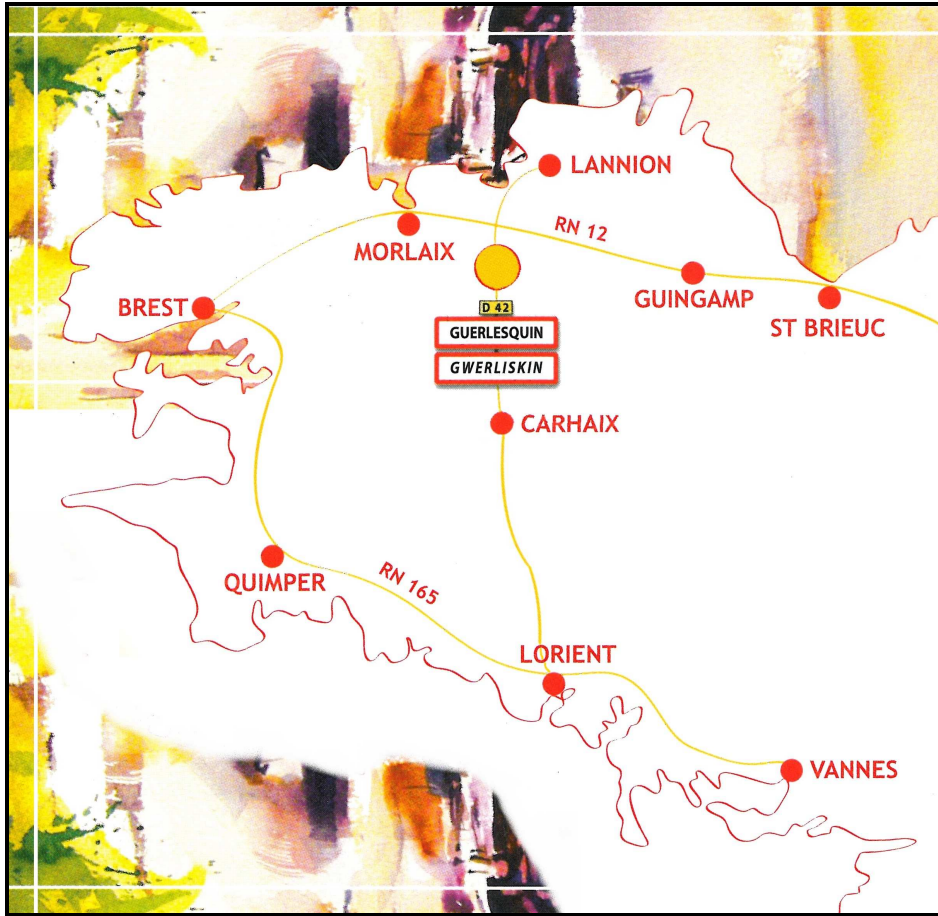 LANNION
RN 12
MORLAIX
GUINGAMP
BREST
ST BRIEUC
D 42
GUERLESQUIN
GWERLISKIN
CARHAIX
QUIMPER
RN 165
LORIENT
VANNES